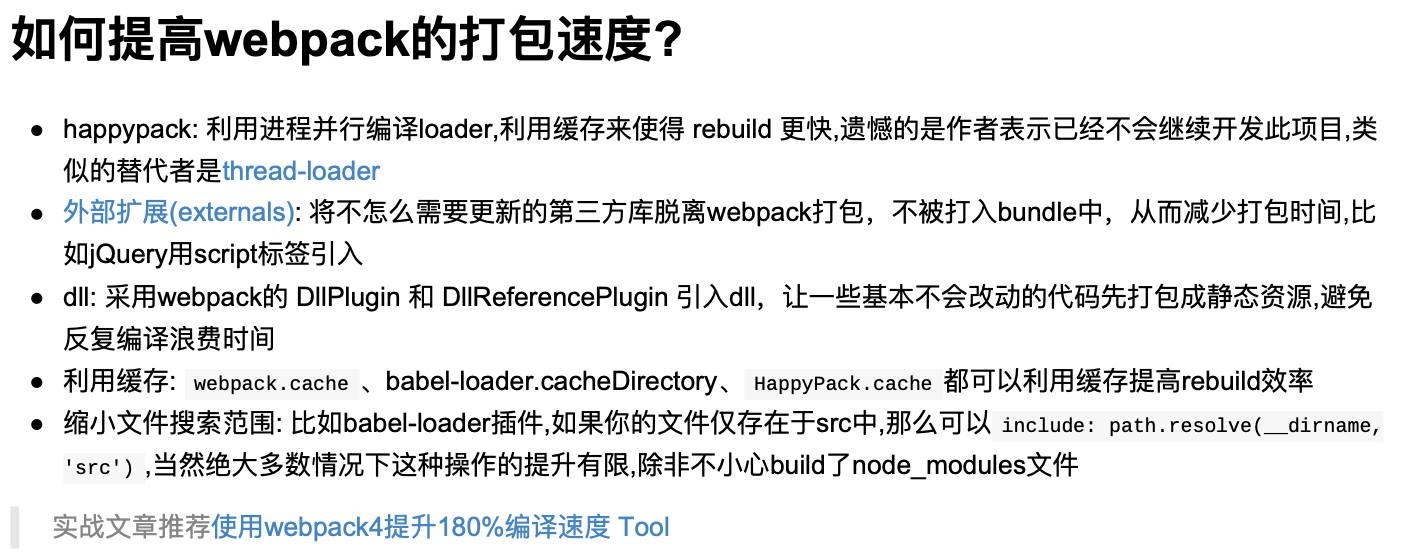 如何提高webpack的打包速度?
happypack: 利用进程并行编译loader,利用缓存来使得 rebuild 更快,遗憾的是作者表示已经不会继续开发此项目,类
似的替代者是thread-loader
外部扩展(externals): 将不怎么需要更新的第三方库脱离webpack打包，不被打入bundle中，从而减少打包时间,比
如jQuery用script标签引入
dll: 采用webpack的 DllPlugin 和 DllReferencePlugin 引入dll，让一些基本不会改动的代码先打包成静态资源,避免
反复编译浪费时间
利用缓存: webpack.cache 、babel-loader.cacheDirectory、 HappyPack.cache 都可以利用缓存提高rebuild效率
缩小文件搜索范围: 比如babel-loader插件,如果你的文件仅存在于src中,那么可以 include: path.resolve(__dirname,
'src') ,当然绝大多数情况下这种操作的提升有限,除非不小心build了node_modules文件
实战文章推荐使用webpack4提升180%编译速度 Tool